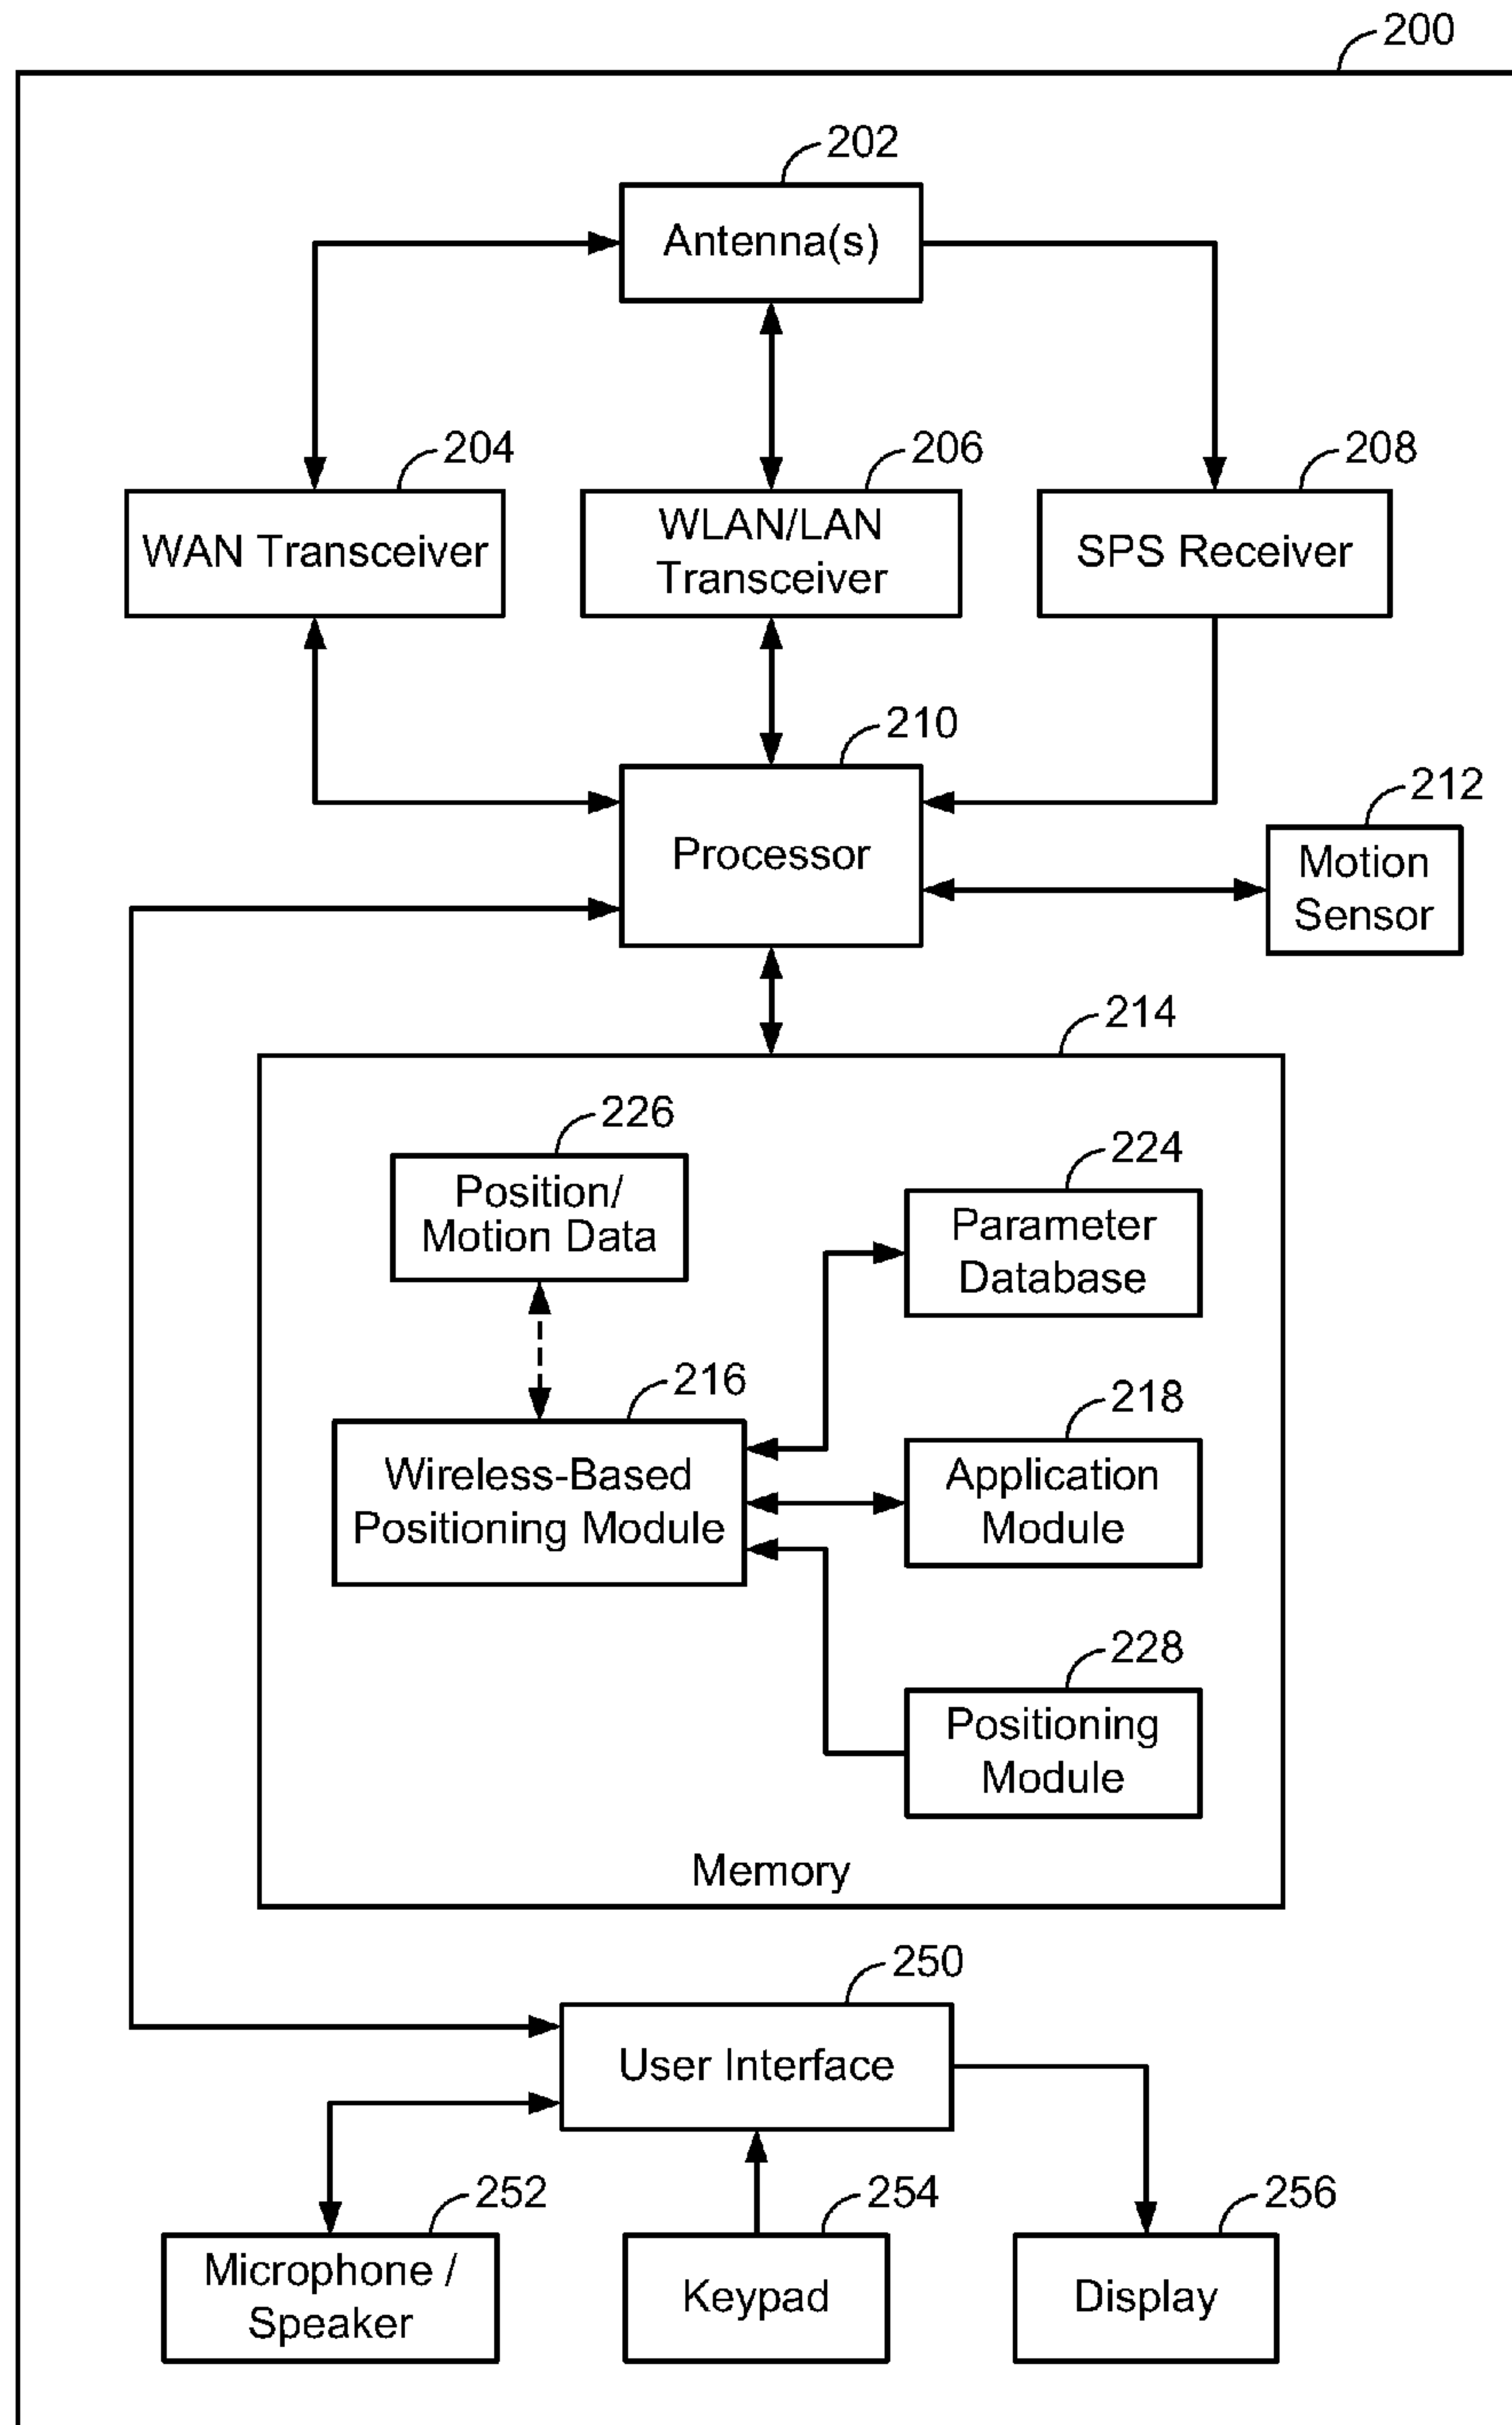 200
202
Antenna(s)
204
206
208
WAN Transceiver
WLAN/LAN
Transceiver
SPS Receiver
210
Processor
212
Motion
Sensor
214
226
Position/
Motion Data
224
Parameter
Database
216
Wireless-Based
Positioning Module
218
Application
Module
228
Positioning
Module
Memory
250
User Interface
252
254
256
Microphone /
Speaker
Keypad
Display